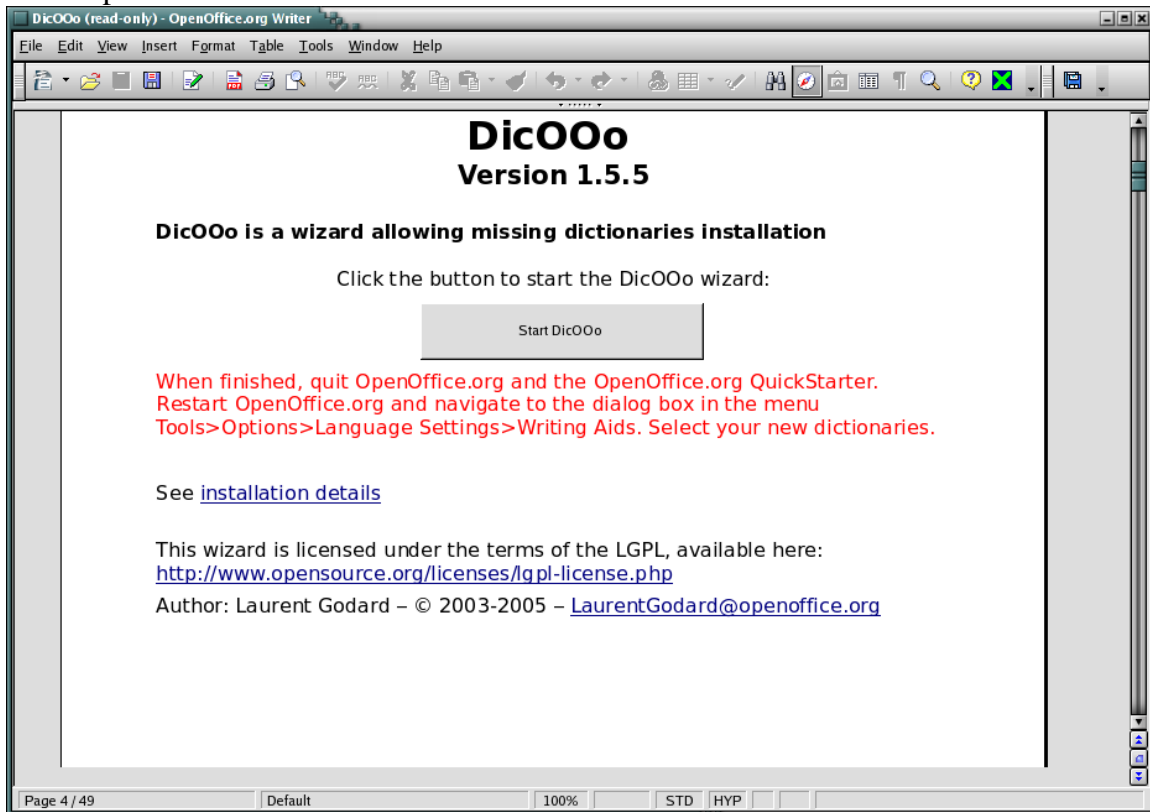 DicOOo (read-only) - OpenOffice.org Writer
File Edit View Insert Format Table Tools Window Help
DicOOo
Version 1.5.5
DicOOo is a wizard allowing missing dictionaries installation
Click the button to start the DicOOo wizard:
Start DicOOo
When finished, quit OpenOffice.org and the OpenOffice.org QuickStarter.
Restart OpenOffice.org and navigate to the dialog box in the menu
Tools>Options>Language Settings>Writing Aids. Select your new dictionaries.
See installation details
This wizard is licensed under the terms of the LGPL, available here:
http://www.opensource.org/licenses/lgpl-license.php
Author: Laurent Godard – © 2003-2005 – LaurentGodard@openoffice.org
Page 4 / 49 Default 100% STD HYP